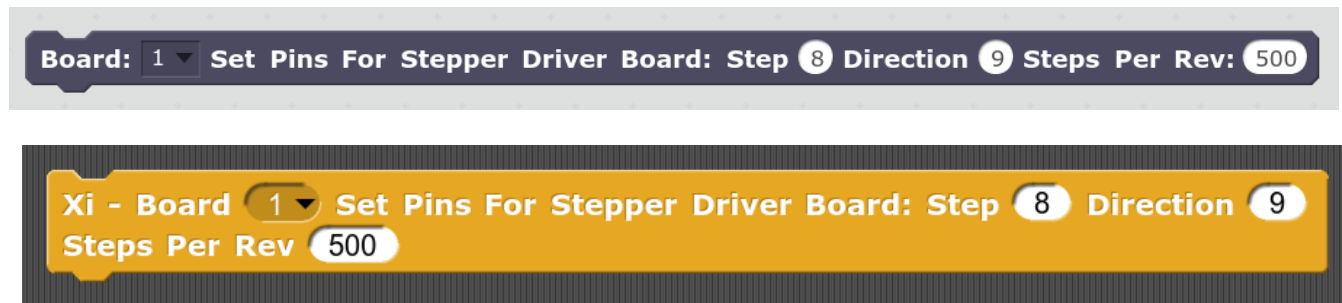 Board: 1 Set Pins For Stepper Driver Board: Step 8 Direction 9 Steps Per Rev: 500
Xi - Board 1 Set Pins For Stepper Driver Board: Step 8 Direction 9
Steps Per Rev 500